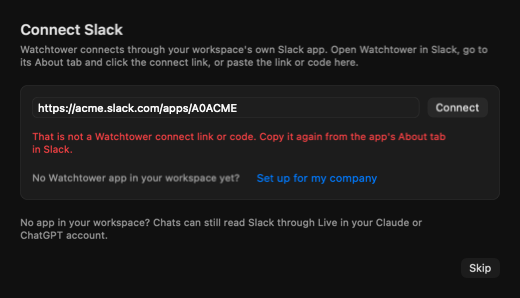 Connect Slack
Watchtower connects through your workspace's own Slack app. Open Watchtower in Slack, go to
its About tab and click the connect link, or paste the link or code here.
https://acme.slack.com/apps/A0ACME
Connect
That is not a Watchtower connect link or code. Copy it again from the app's About tab
in Slack.
No Watchtower app in your workspace yet?
Set up for my company
No app in your workspace? Chats can still read Slack through Live in your Claude or
ChatGPT account.
Skip